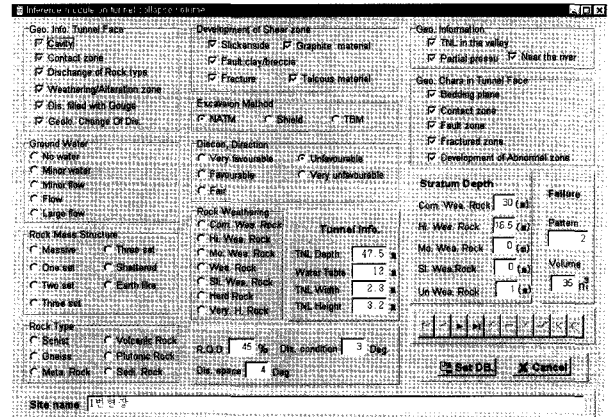 Inference module on tunnel collapse volume
Geo. Info. Tunnel Face
Cavity
Contact zone
Dischange of Rock type
Weathering/Alteration zone
Dis. filled with Gouge
Geolo. Change Of Dis.
Ground Water
No water
Minor water
Minor flow
Flow
Large flow
Rock Mass Structure
Massive
Three set
One set
Shattered
Two set
Earth like
Three set
Rock Type
Schist
Volcanic Rock
Gneiss
Plutonic Rock
Meta. Rock
Sedi. Rock
Development of Shear zone
Slickenside
Graphite material
Fault clay/breccie
Fracture
Talcous material
Excavsion Method
NATM
Shield
TBM
Discon. Direction
Very favourable
Unfavourable
Favourable
Very unfavourable
Fair
Rock Weathering
Com. Wea. Rock
Hi. Wea. Rock
Mo. Wea. Rock
Wea. Rock
SL. Wea. Rock
Hard Rock
Very. H. Rock
Tunnel Info.
TNL Depth 47.5 m
Water Table 12 m
TNL Width 2.8 m
TNL Height 3.2 m
R.Q.D 45 % Dis. condition 3 Deg
Dis. space 4 Deg
Geo. Information
TNL in the valley
Partial pressu
Near the river
Geo. Chara in Tunnel Face
Bedding plane
Contact zone
Fault zone
Fractured zone
Development of Abnormal zone
Stratum Depth
Com. Wea. Rock 30 (m)
Hi. Wea. Rock 18.5 (m)
Mo. Wea. Rock 0 (m)
SL. Wea.Rock 0 (m)
Un Wea. Rock (m)
Failure
Pattern
2
Volume
36 m³
Set DB.
Cancel
Site name